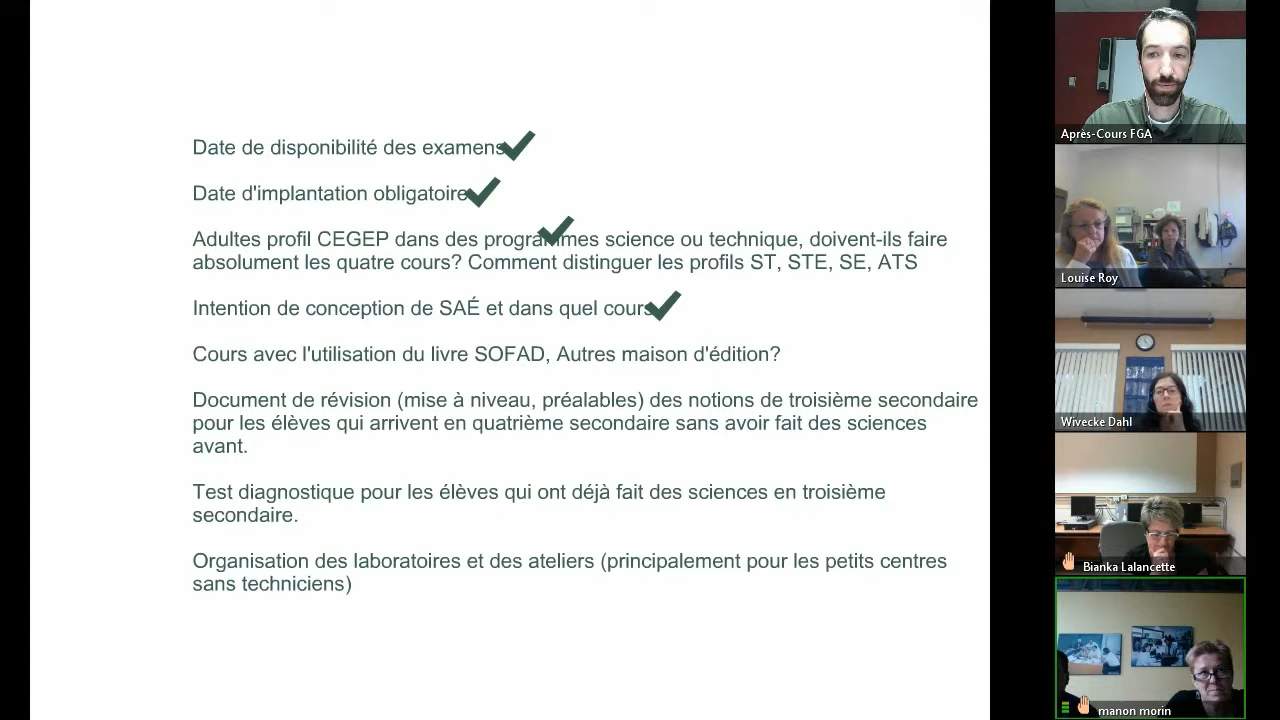 Date de disponibilité des examens
Date d'implantation obligatoire
Adultes profil CEGEP dans des programmes science ou technique, doivent-ils faire
absolument les quatre cours? Comment distinguer les profils ST, STE, SE, ATS
Intention de conception de SAÉ et dans quel cours
Cours avec l'utilisation du livre SOFAD, Autres maison d'édition?
Document de révision (mise à niveau, préalables) des notions de troisième secondaire
pour les élèves qui arrivent en quatrième secondaire sans avoir fait des sciences
avant.
Test diagnostique pour les élèves qui ont déjà fait des sciences en troisième
secondaire.
Organisation des laboratoires et des ateliers (principalement pour les petits centres
sans techniciens)
Après-Cours FGA
Louise Roy
Wivecke Dahl
Bianka Lalancette
manon morin